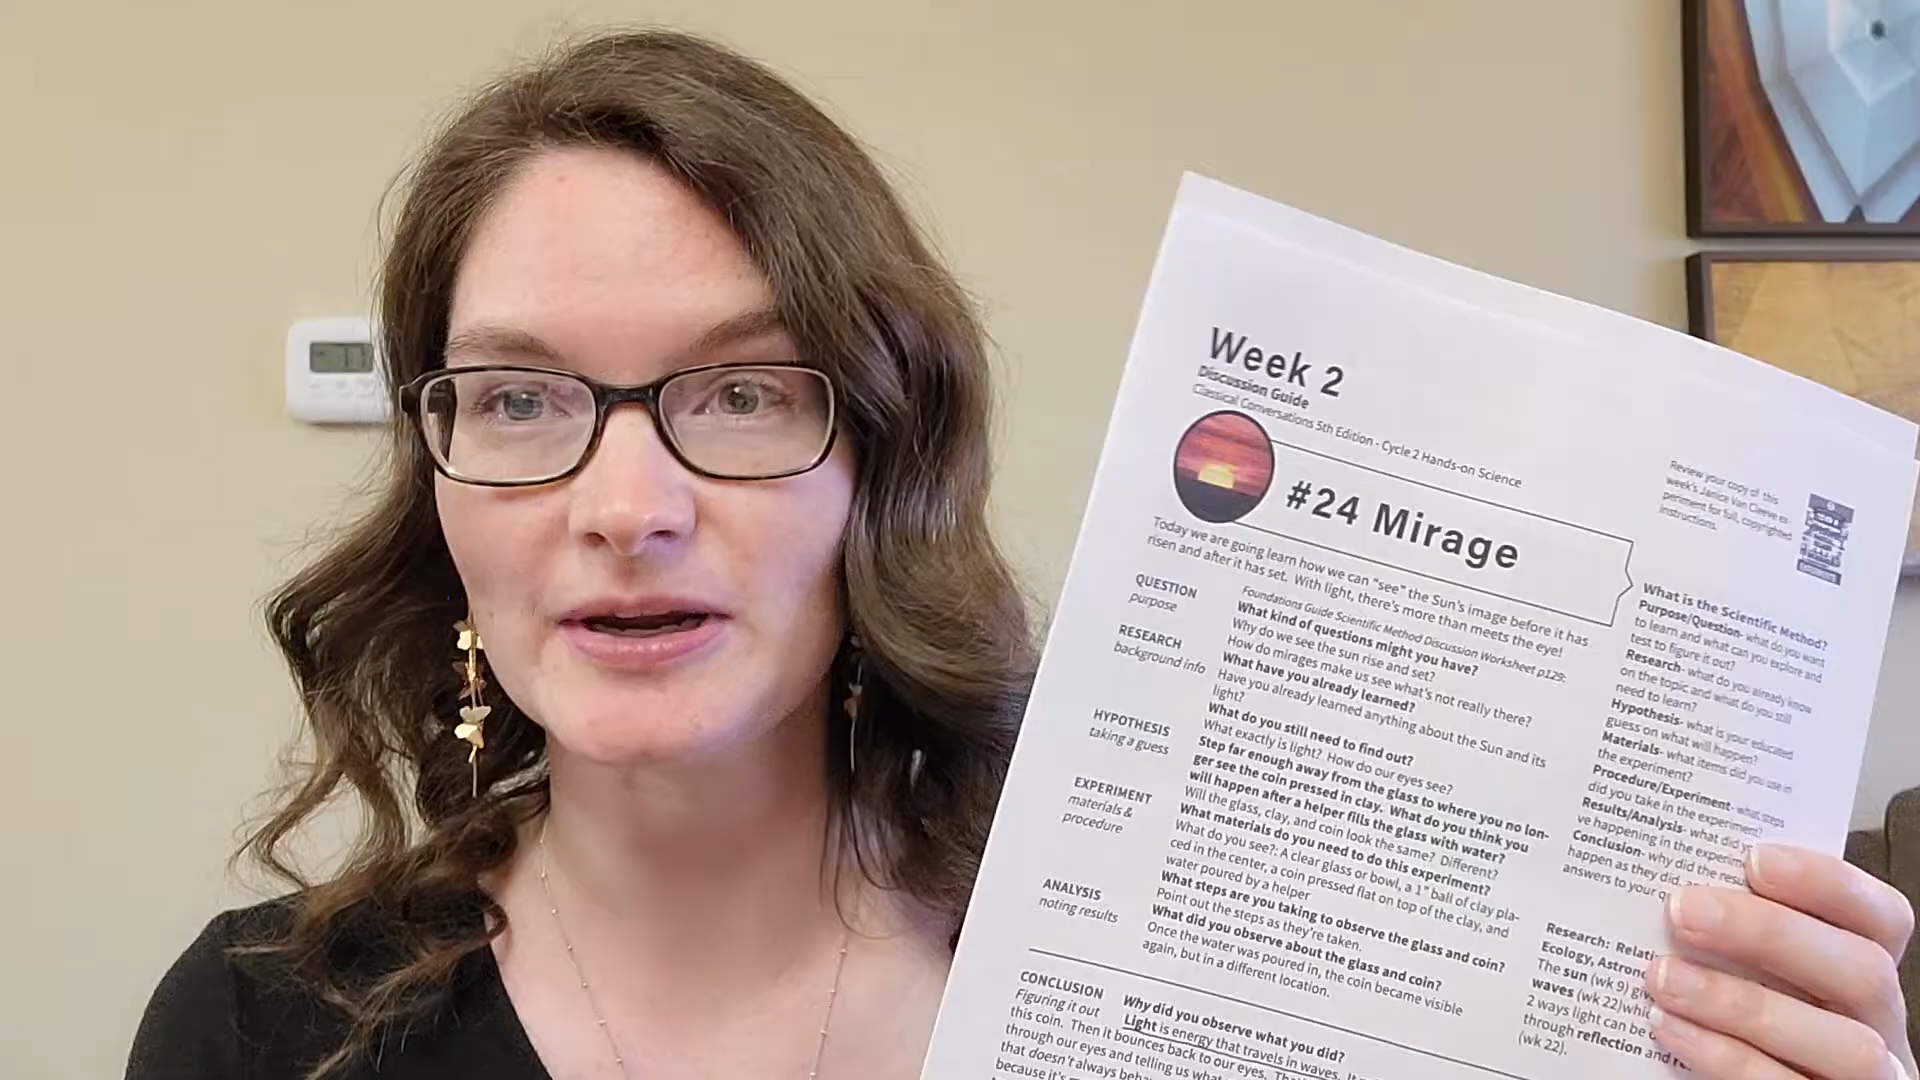 Week 2
Discussion Guide
Classical Conversations 5th Edition - Cycle 2 Hands-on Science
#24 Mirage
Review your copy of this
week's Janice Van Cleeve ex-
periment for full, copyrighted
instructions.
Today we are going learn how we can "see" the Sun's image before it has
risen and after it has set. With light, there's more than meets the eye!
QUESTION
purpose
Foundations Guide Scientific Method Discussion Worksheet p129:
What kind of questions might you have?
Why do we see the sun rise and set?
How do mirages make us see what's not really there?
RESEARCH
background info
What have you already learned?
Have you already learned anything about the Sun and its
light?
What do you still need to find out?
What exactly is light? How do our eyes see?
HYPOTHESIS
taking a guess
Step far enough away from the glass to where you no lon-
ger see the coin pressed in clay. What do you think you
will happen after a helper fills the glass with water?
Will the glass, clay, and coin look the same? Different?
EXPERIMENT
materials &
procedure
What materials do you need to do this experiment?
What do you see?: A clear glass or bowl, a 1" ball of clay pla-
ced in the center, a coin pressed flat on top of the clay, and
water poured by a helper
What steps are you taking to observe the glass and coin?
Point out the steps as they're taken.
ANALYSIS
noting results
What did you observe about the glass and coin?
Once the water was poured in, the coin became visible
again, but in a different location.
CONCLUSION
Figuring it out
Why did you observe what you did?
Light is energy that travels in waves.
this coin. Then it bounces back to our eyes.
through our eyes and telling us what
that doesn't always
because it's
What is the Scientific Method?
Purpose/Question- what do you want
to learn and what can you explore and
test to figure it out?
Research- what do you already know
on the topic and what do you still
need to learn?
Hypothesis- what is your educated
guess on what will happen?
Materials- what items did you use in
the experiment?
Procedure/Experiment- what steps
did you take in the experiment?
Results/Analysis- what did
happening in the
Conclusion- why did the
happen as they did,
answers to your
Research:
Ecology,
The sun (wk 9)
waves (wk 22)
2 ways light can be
through reflection and
(wk 22).